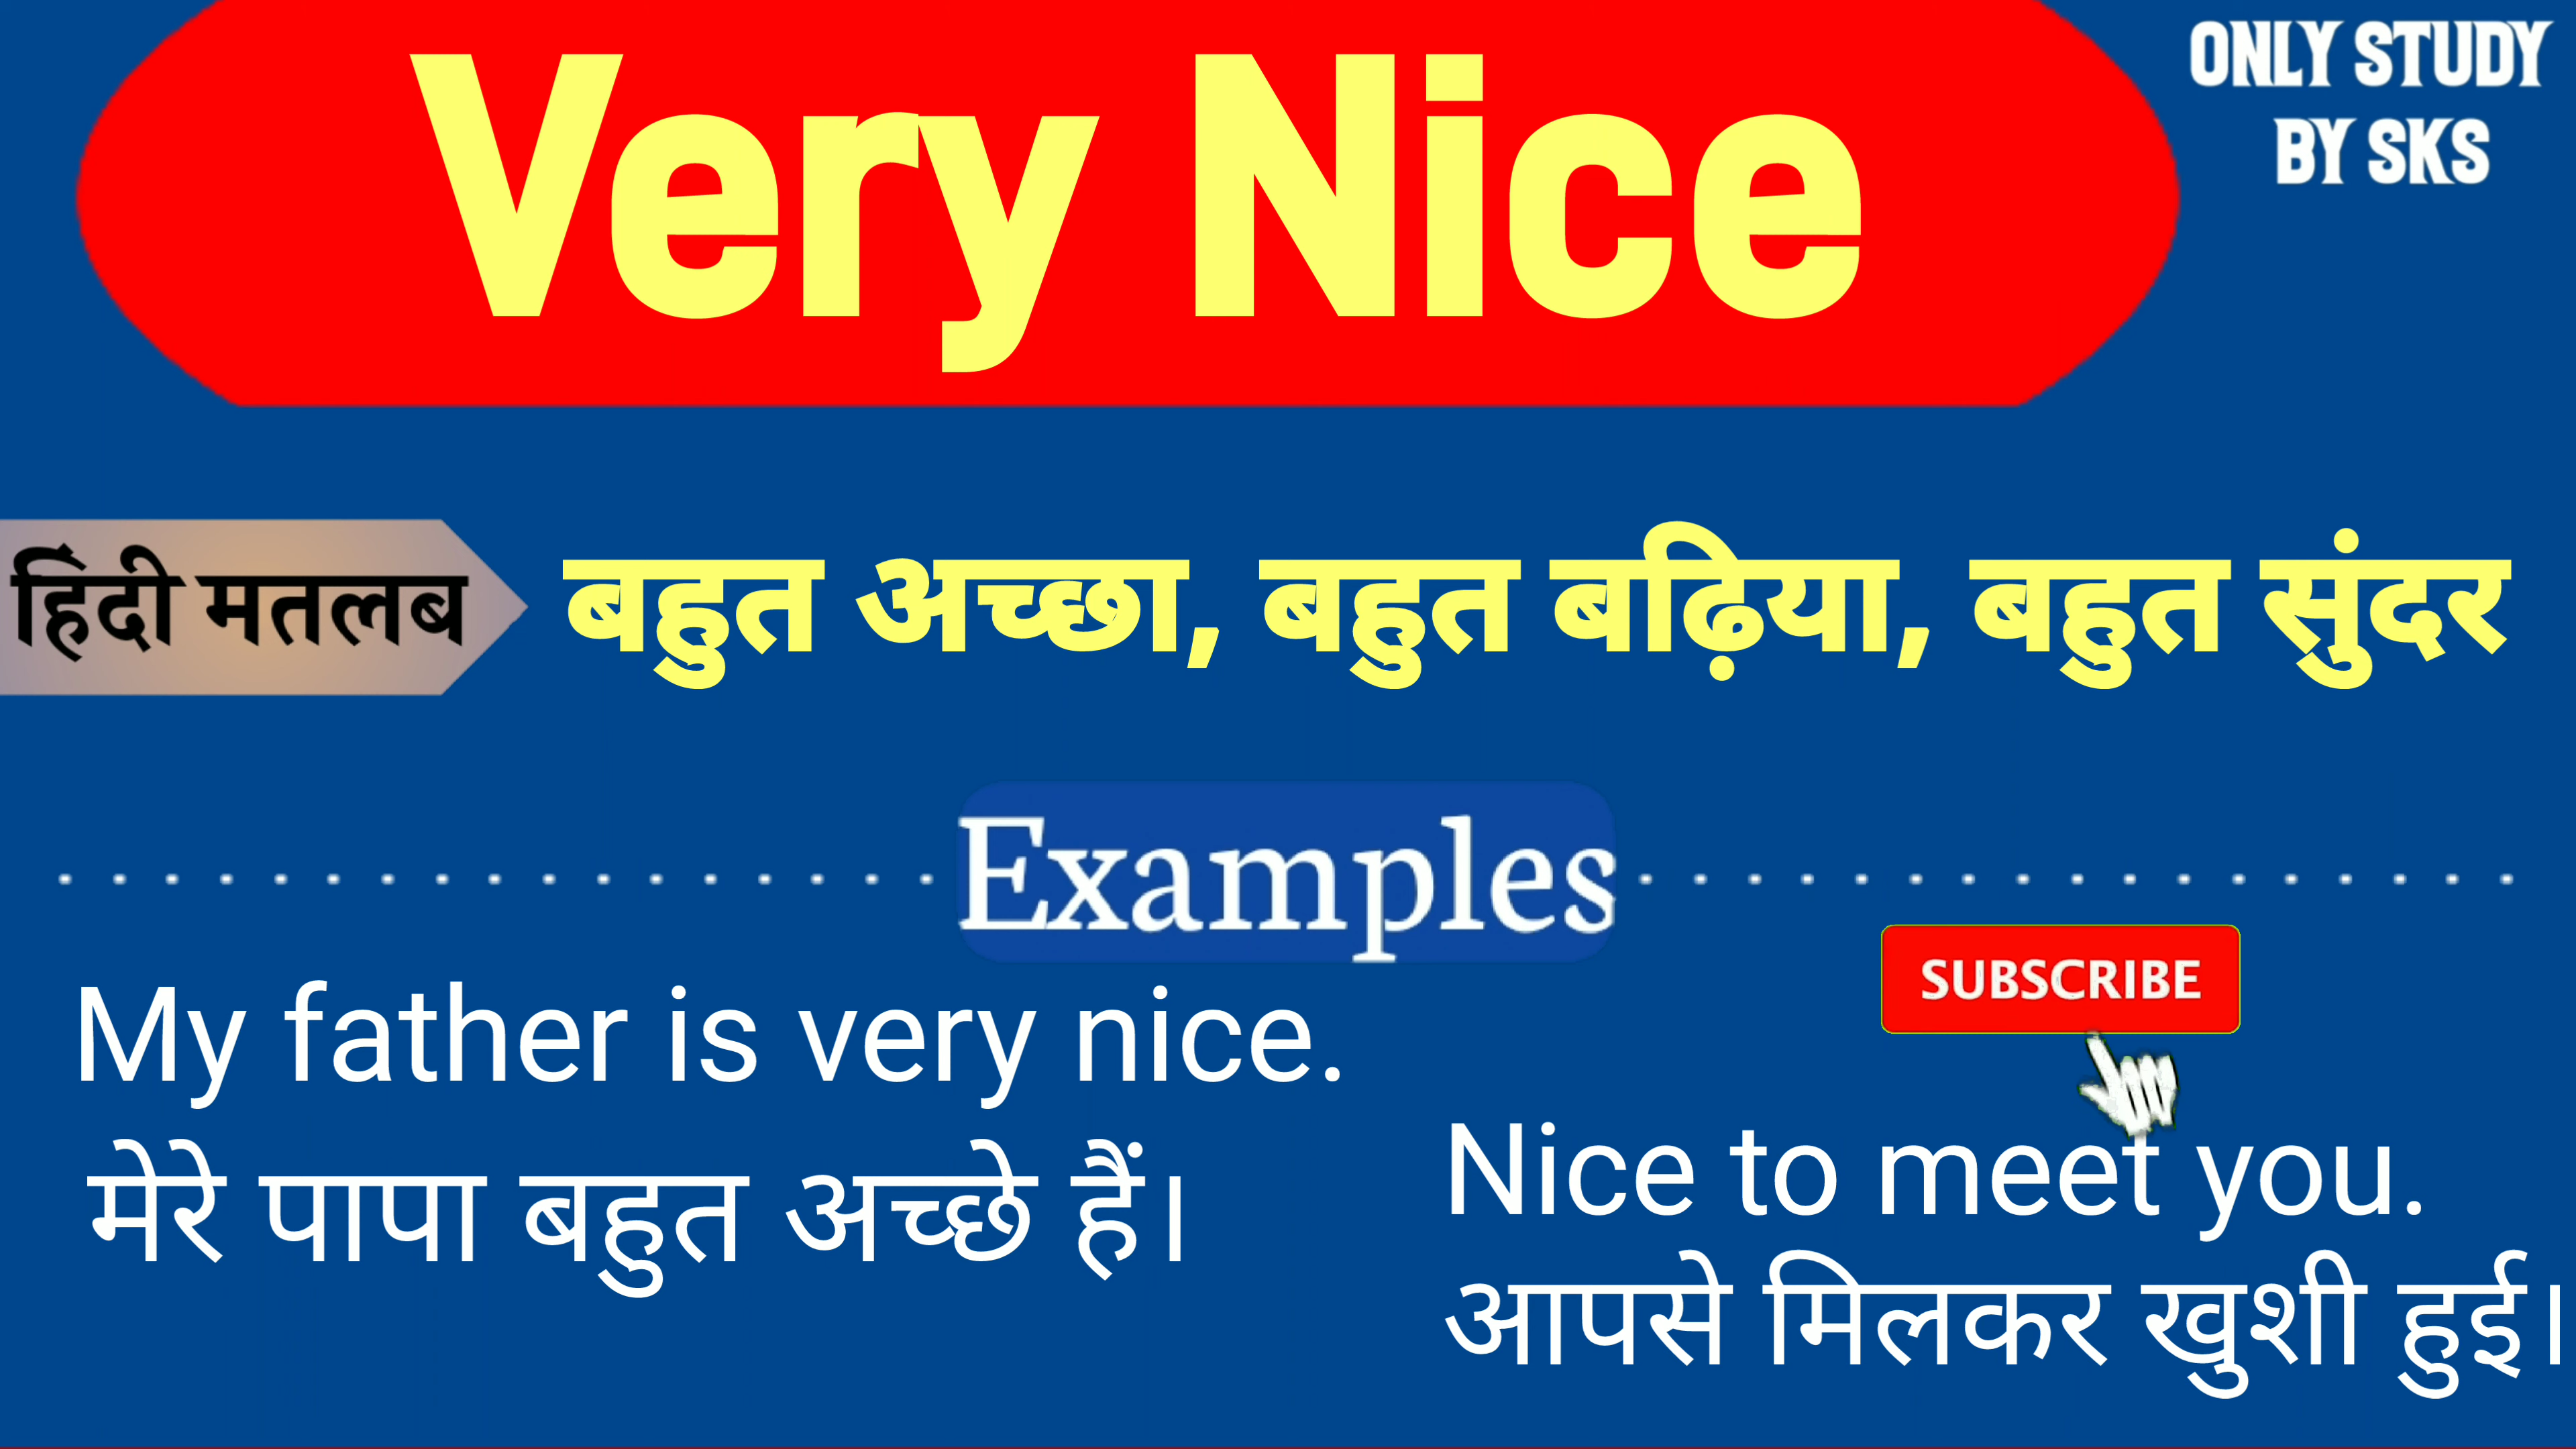 Very Nice
ONLY STUDY
BY SKS
हिंदी मतलब
बहुत अच्छा, बहुत बढ़िया, बहुत सुंदर
Examples
SUBSCRIBE
My father is very nice.
मेरे पापा बहुत अच्छे हैं।
Nice to meet you.
आपसे मिलकर खुशी हुई।